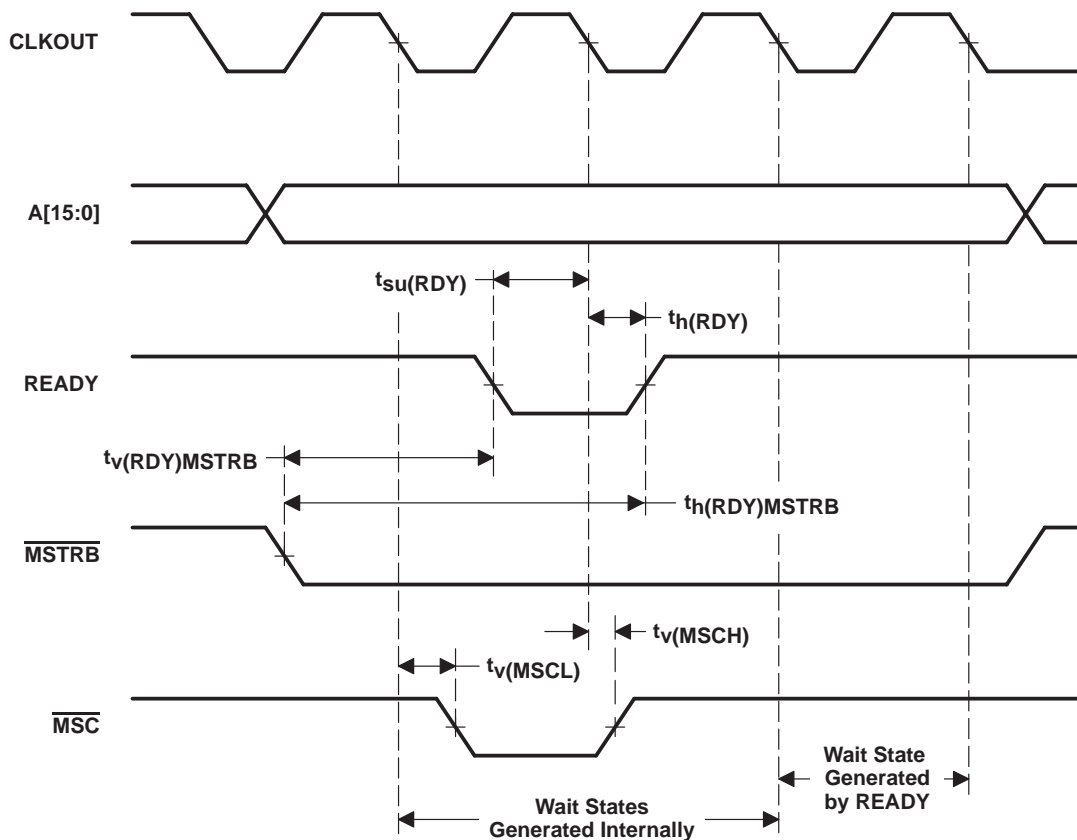 CLKOUT
A[15:0]
tsu(RDY)
th(RDY)
READY
tv(RDY)MSTRB
th(RDY)MSTRB
MSTRB
tv(MSCH)
tv(MSCL)
MSC
Wait State
Generated
by READY
Wait States
Generated Internally